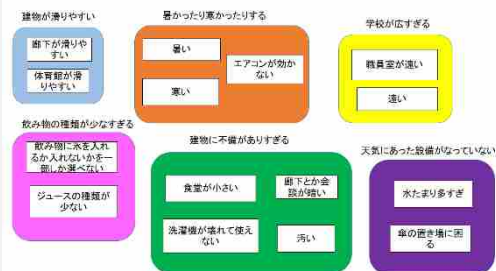 建物が滑りやすい
廊下が滑りや
すい
体育館が滑
りやすい
暑かったり寒かったりする
暑い
エアコンが効か
ない
寒い
学校が広すぎる
職員室が遠い
遠い
飲み物の種類が少なすぎる
飲み物に氷を入れ
るか入れないかを一
部しか選べない
ジュースの種類が
少ない
建物に不備がありすぎる
食堂が小さい
廊下とか会
談が暗い
洗濯機が壊れて使え
ない
汚い
天気にあった設備がなっていない
水たまり多すぎ
傘の置き場に困
る